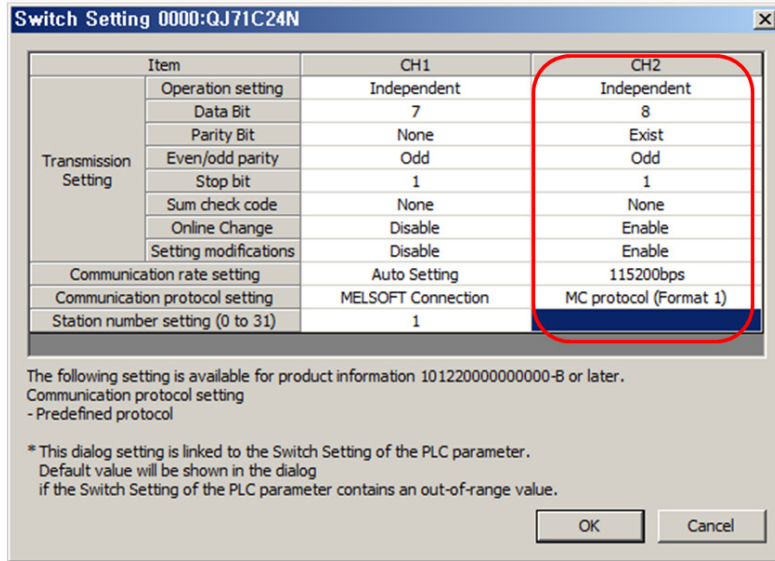 Switch Setting 0000:QJ71C24N
Item CH1 CH2
Transmission Setting
Operation setting Independent Independent
Data Bit 7 8
Parity Bit None Exist
Even/odd parity Odd Odd
Stop bit 1 1
Sum check code None None
Online Change Disable Enable
Setting modifications Disable Enable
Communication rate setting Auto Setting 115200bps
Communication protocol setting MELSOFT Connection MC protocol (Format 1)
Station number setting (0 to 31) 1
The following setting is available for product information 101220000000000-B or later.
Communication protocol setting
- Predefined protocol
* This dialog setting is linked to the Switch Setting of the PLC parameter.
Default value will be shown in the dialog
if the Switch Setting of the PLC parameter contains an out-of-range value.
OK Cancel